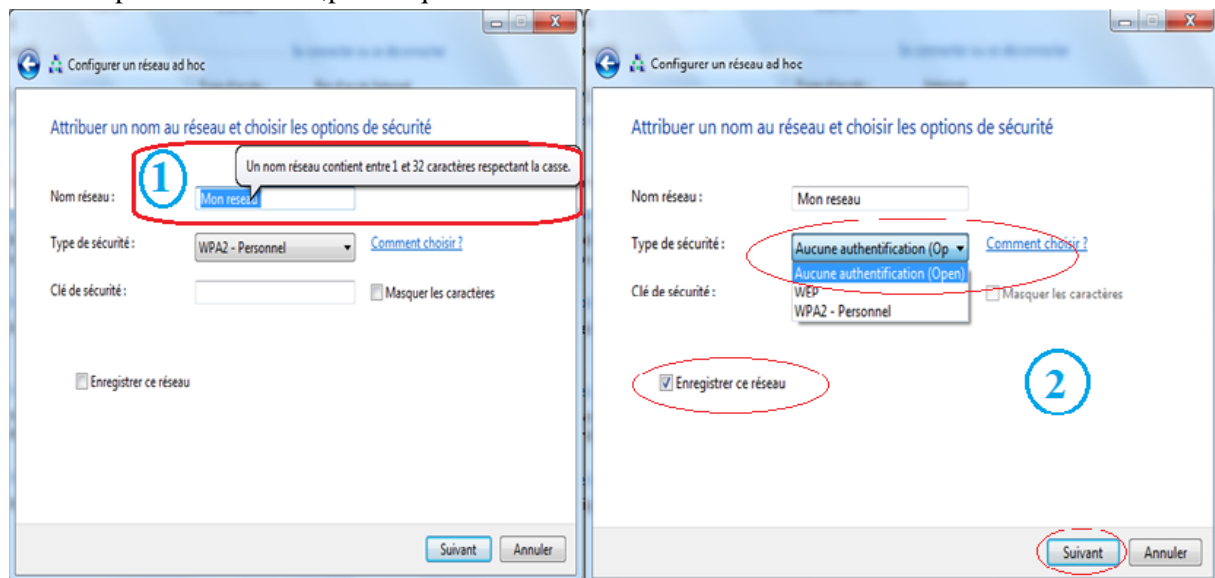 Configurer un réseau ad hoc
Attribuer un nom au réseau et choisir les options de sécurité
1
Un nom réseau contient entre 1 et 32 caractères respectant la casse.
Nom réseau :
Mon reseau
Type de sécurité :
WPA2 - Personnel
Comment choisir ?
Clé de sécurité :
Masquer les caractères
Enregistrer ce réseau
Suivant
Annuler
Configurer un réseau ad hoc
Attribuer un nom au réseau et choisir les options de sécurité
Nom réseau :
Mon reseau
Type de sécurité :
Aucune authentification (Op
Comment choisir ?
Aucune authentification (Open)
Clé de sécurité :
WEP
Masquer les caractères
WPA2 - Personnel
Enregistrer ce réseau
2
Suivant
Annuler